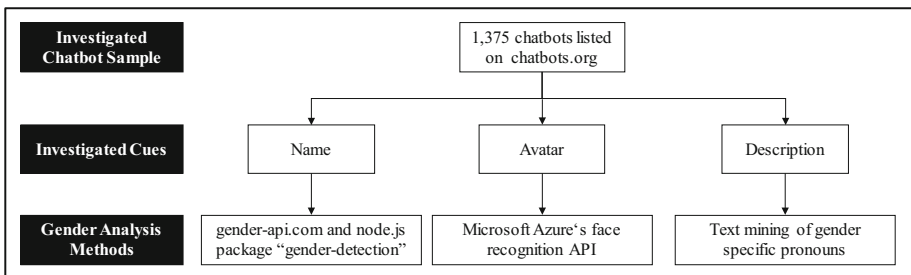 Investigated
Chatbot Sample
1,375 chatbots listed
on chatbots.org
Investigated Cues
Name
Avatar
Description
Gender Analysis
Methods
gender-api.com and node.js
package “gender-detection”
Microsoft Azure‘s face
recognition API
Text mining of gender
specific pronouns